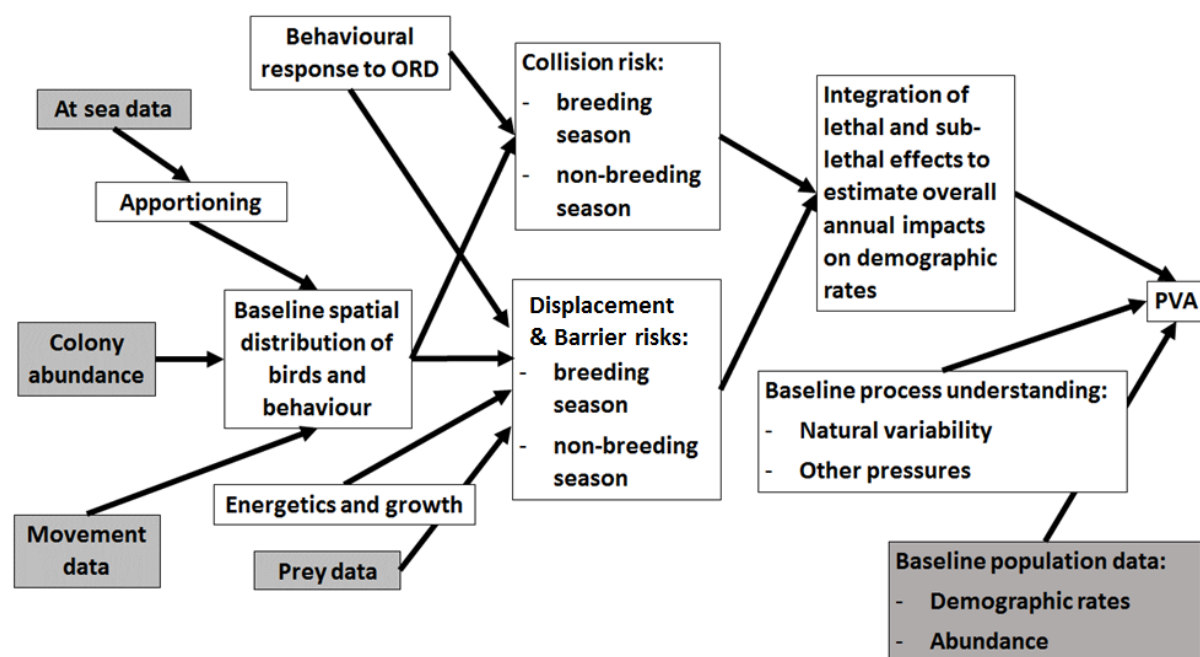 Behavioural
response to ORD
At sea data
Apportioning
Colony
abundance
Baseline spatial
distribution of
birds and
behaviour
Movement
data
Energetics and growth
Prey data
Collision risk:
- breeding
season
- non-breeding
season
Displacement
& Barrier risks:
- breeding
season
- non-breeding
season
Integration of
lethal and sub-
lethal effects to
estimate overall
annual impacts
on demographic
rates
PVA
Baseline process understanding:
- Natural variability
- Other pressures
Baseline population data:
- Demographic rates
- Abundance